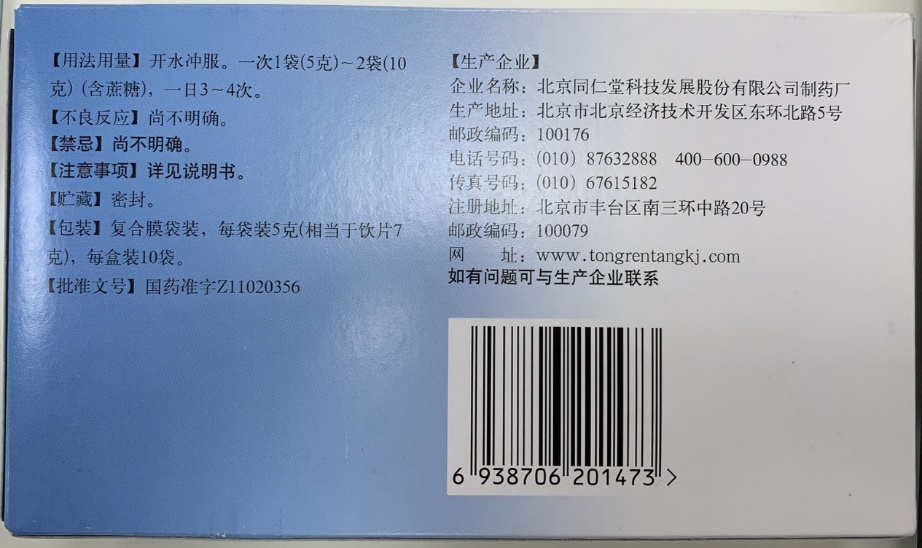 【用法用量】开水冲服。一次1袋(5克)~2袋(10
克) (含蔗糖)，一日3~4次。
【不良反应】尚不明确。
【禁忌】尚不明确。
【注意事项】详见说明书。
【贮藏】密封。
【包装】复合膜袋装，每袋装5克(相当于饮片7
克)，每盒装10袋。
【批准文号】国药准字Z11020356
【生产企业】
企业名称：北京同仁堂科技发展股份有限公司制药厂
生产地址：北京市北京经济技术开发区东环北路5号
邮政编码：100176
电话号码：(010) 87632888 400-600-0988
传真号码：(010) 67615182
注册地址：北京市丰台区南三环中路20号
邮政编码：100079
网　　址：www.tongrentangkj.com
如有问题可与生产企业联系
6 938706 201473 >